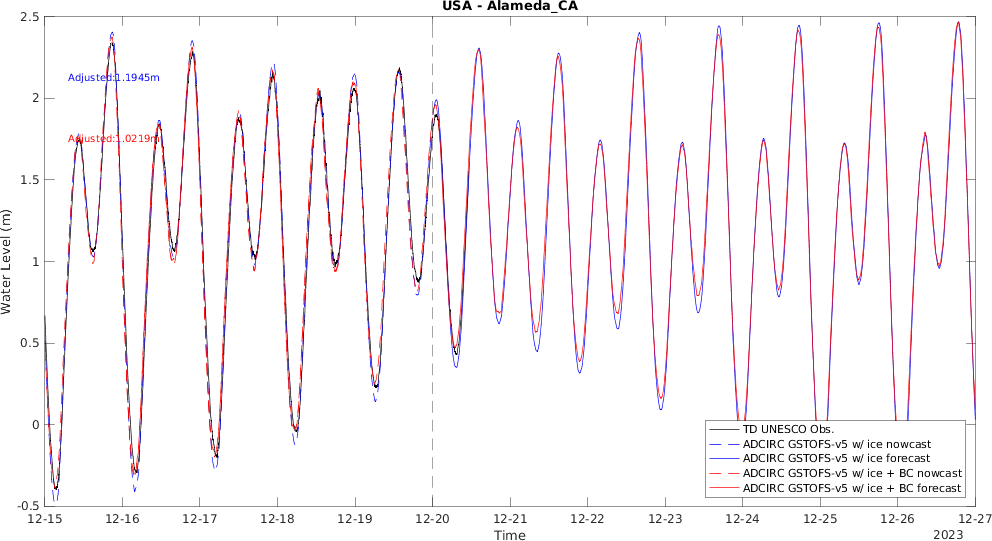 USA - Alameda_CA
2.5
Adjusted:1.1945m
2
Adjusted:1.0219m
1.5
1
0.5
0
-0.5
Water Level (m)
TD UNESCO Obs.
ADCIRC GSTOFS-v5 w/ ice nowcast
ADCIRC GSTOFS-v5 w/ ice forecast
ADCIRC GSTOFS-v5 w/ ice + BC nowcast
ADCIRC GSTOFS-v5 w/ ice + BC forecast
12-15 12-16 12-17 12-18 12-19 12-20 12-21 12-22 12-23 12-24 12-25 12-26 12-27
Time
2023